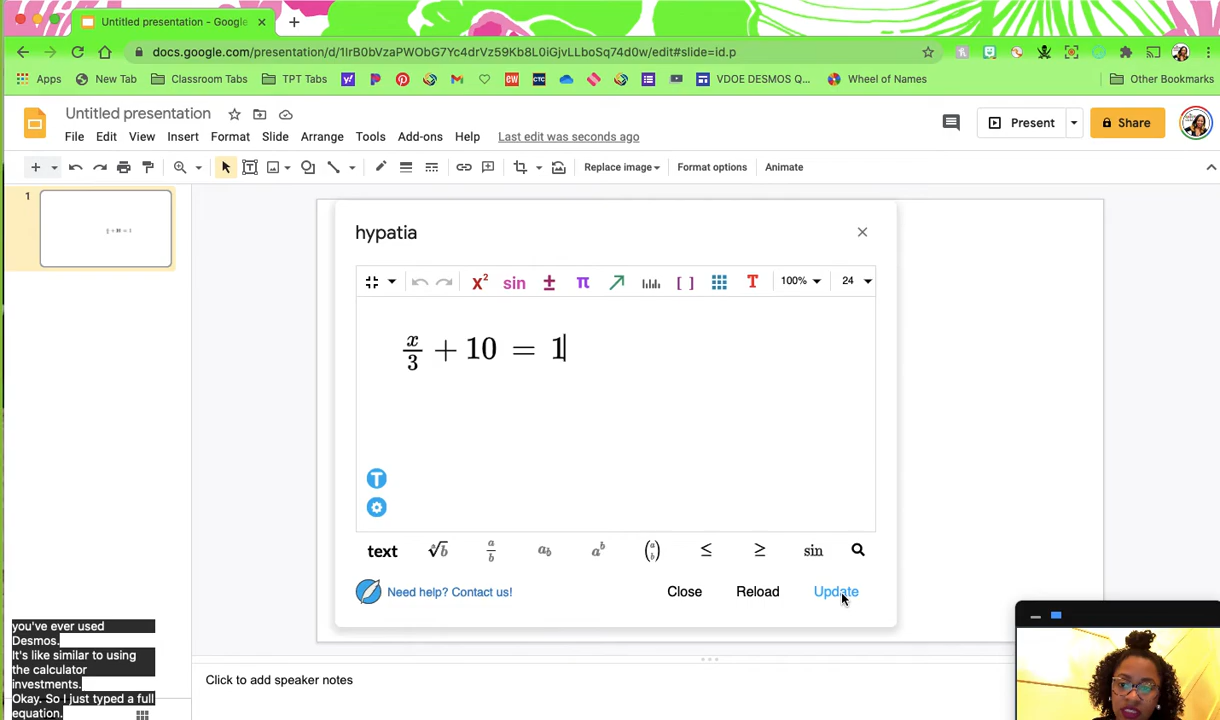 Untitled presentation - Google
docs.google.com/presentation/d/1lrB0bVzaPWObG7Yc4drVz59Kb8L0iGjvLLboSq74d0w/edit#slide=id.p
Apps New Tab Classroom Tabs TPT Tabs CW CTC VDOE DESMOS Q... Wheel of Names Other Bookmarks
Untitled presentation
File Edit View Insert Format Slide Arrange Tools Add-ons Help Last edit was seconds ago
Present Share
Replace image Format options Animate
1
hypatia
x² sin ± π [ ] T 100% 24
x/3 + 10 = 1
T
text ⁿ√b a/b ab a^b (a b) ≤ ≥ sin
Need help? Contact us! Close Reload Update
you've ever used
Desmos.
It's like similar to using
the calculator
investments.
Okay. So I just typed a full
equation.
Click to add speaker notes